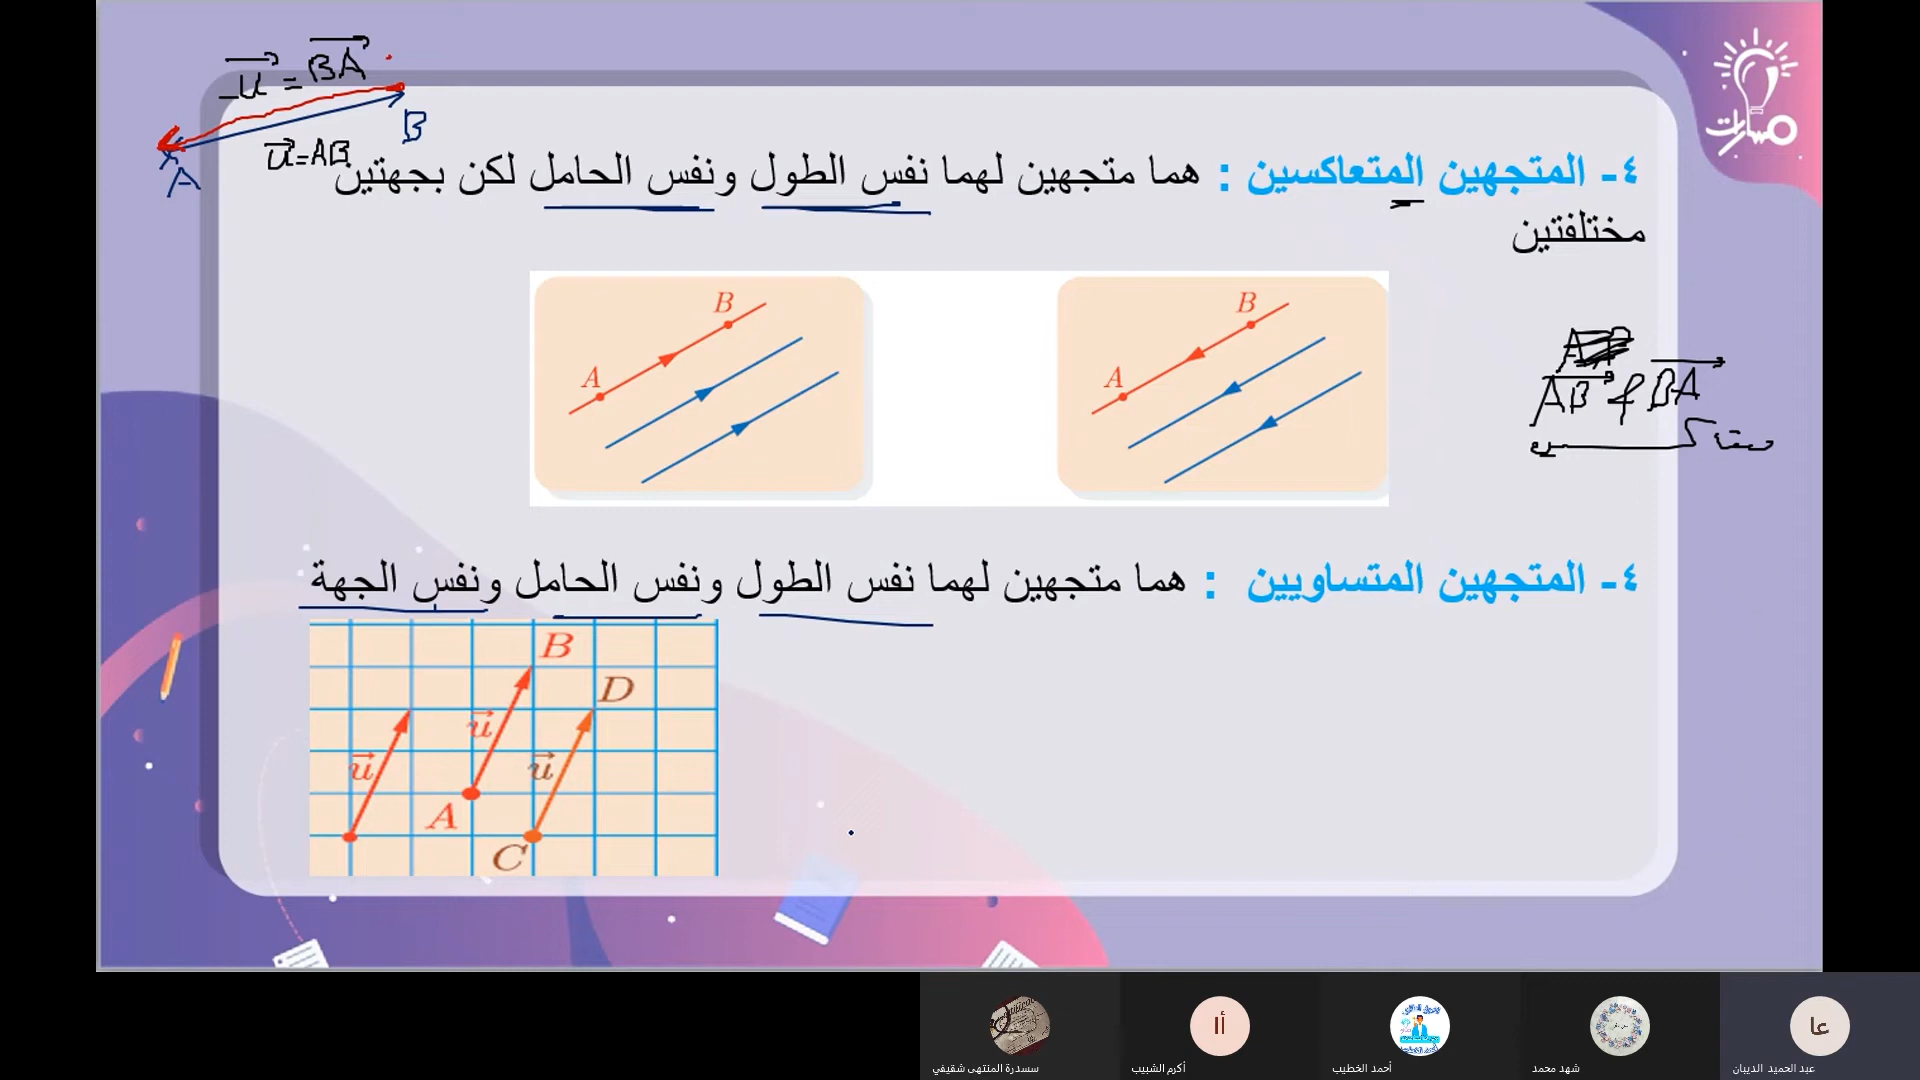 مسارات
-u = BA
B
A
u = AB
٤- المتجهين المتعاكسين : هما متجهين لهما نفس الطول ونفس الحامل لكن بجهتين
مختلفتين
B
A
B
A
AB و BA
متعاكسين
٤- المتجهين المتساويين : هما متجهين لهما نفس الطول ونفس الحامل ونفس الجهة
B
D
u
u
u
A
C
أا
عا
سسدرة المنتهى شقيفي
أكرم الشبيب
أحمد الخطيب
شهد محمد
عبد الحميد الديبان